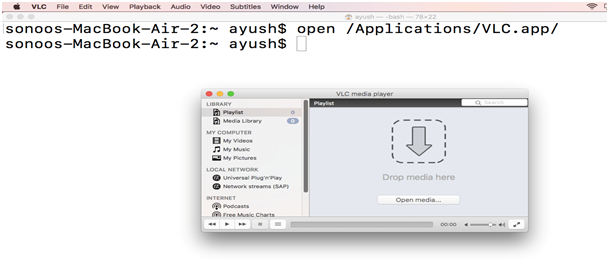 VLC File Edit View Playback Audio Video Subtitles Window Help
ayush — -bash — 78×22
sonoos-MacBook-Air-2:~ ayush$ open /Applications/VLC.app/
sonoos-MacBook-Air-2:~ ayush$
VLC media player
LIBRARY
Playlist
Media Library
0
MY COMPUTER
My Videos
My Music
My Pictures
LOCAL NETWORK
Universal Plug'n'Play
Network streams (SAP)
INTERNET
Podcasts
Free Music Charts
Playlist
Search
Drop media here
Open media...
00:00